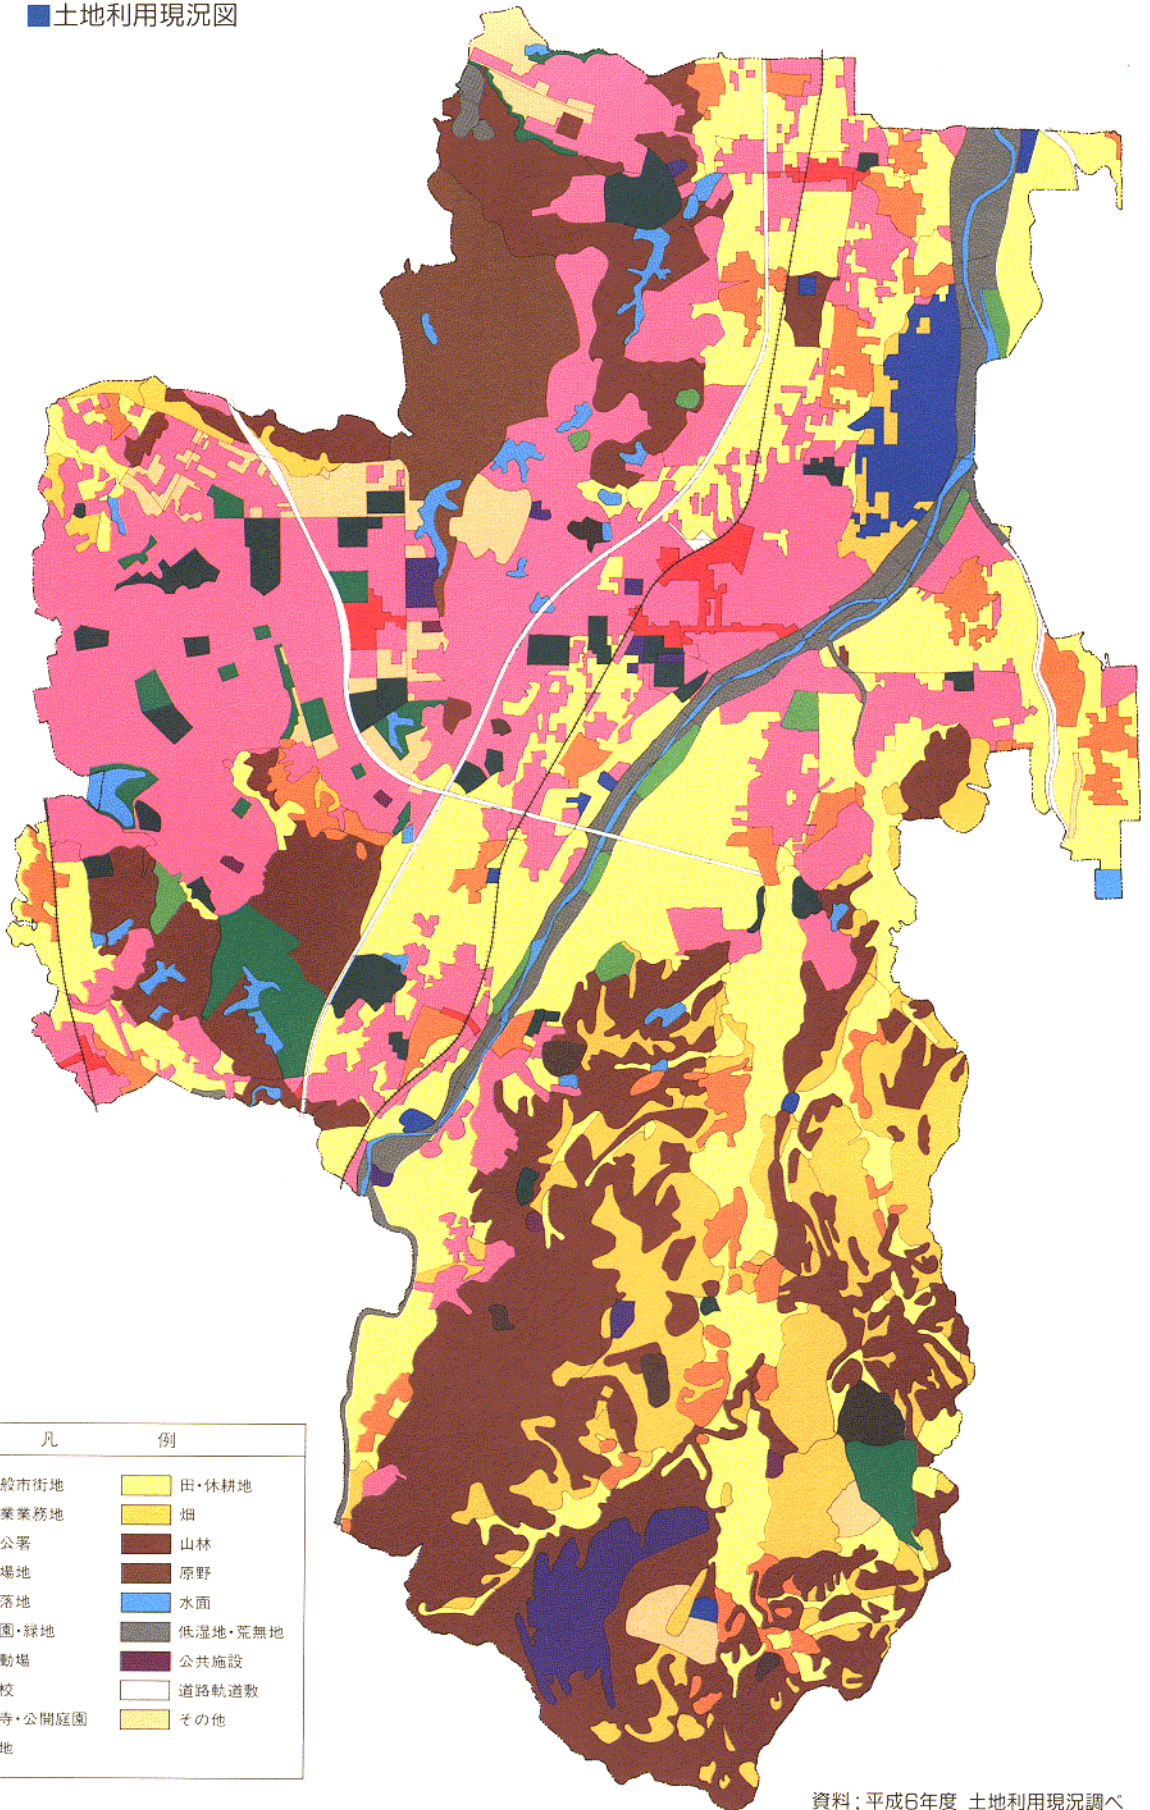 ■土地利用現況図
凡 例
般市街地
業業務地
公署
場地
落地
園・緑地
動場
校
寺・公開庭園
地
田・休耕地
畑
山林
原野
水面
低湿地・荒無地
公共施設
道路軌道敷
その他
資料；平成6年度 土地利用現況調べ